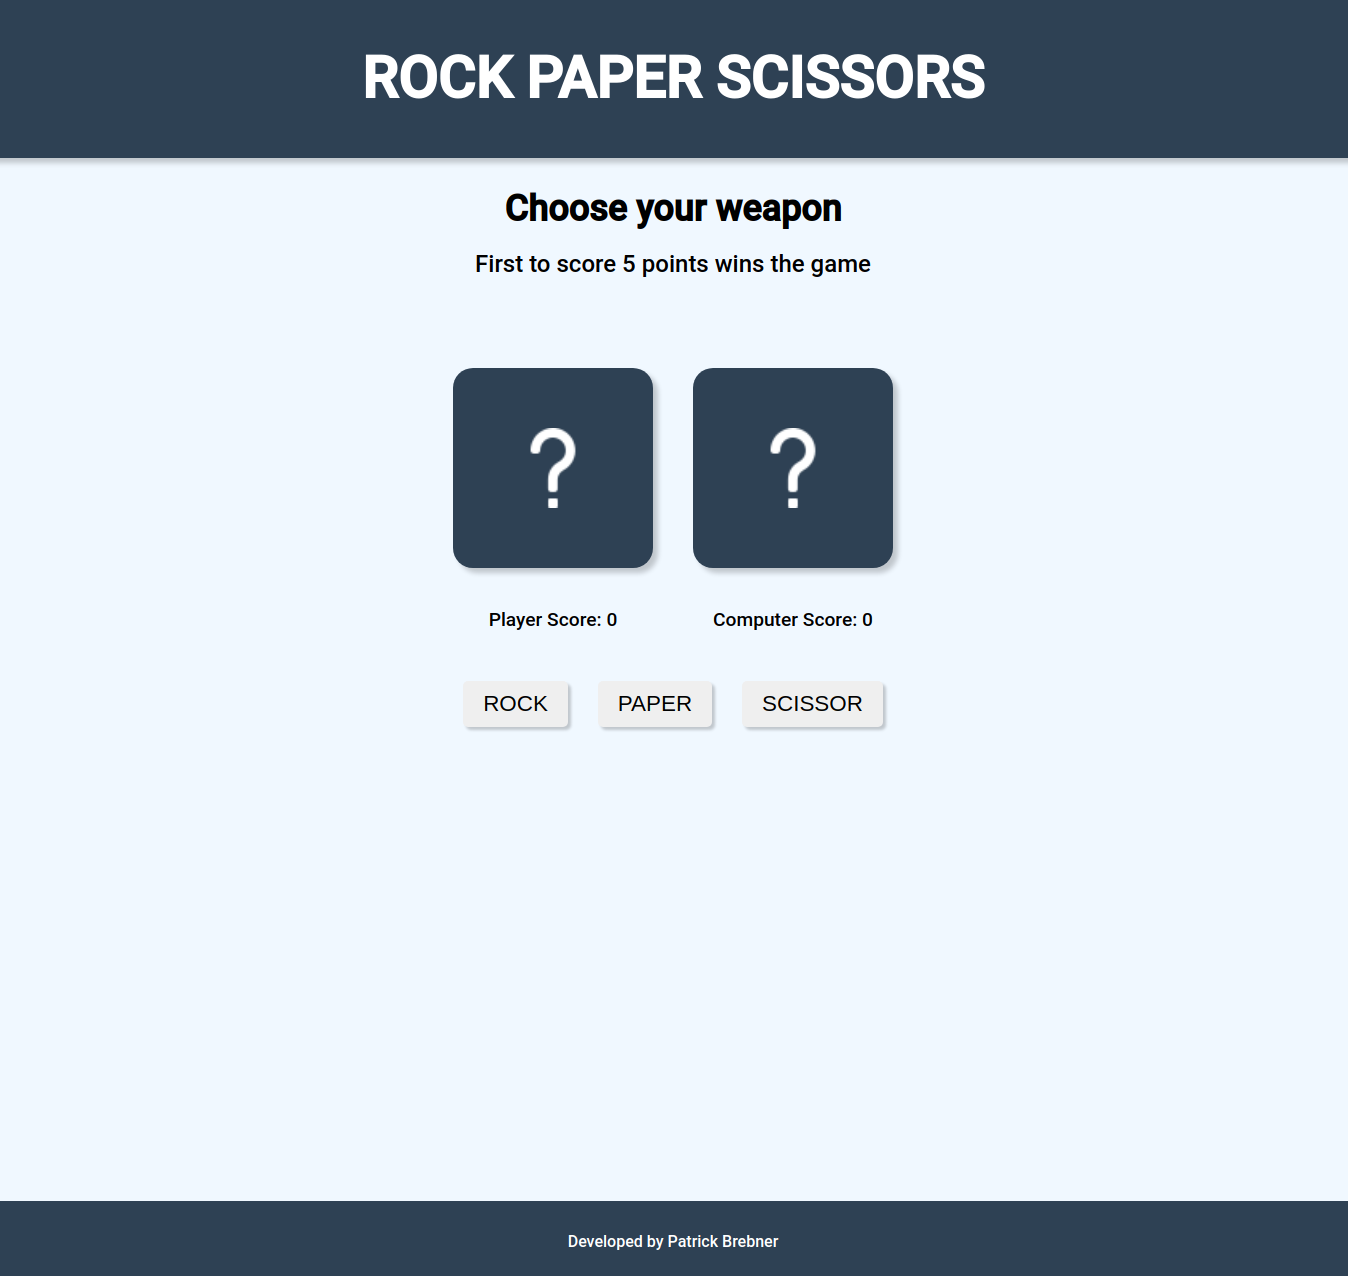 ROCK PAPER SCISSORS
Choose your weapon
First to score 5 points wins the game
? ?
Player Score: 0 Computer Score: 0
ROCK PAPER SCISSOR
Developed by Patrick Brebner